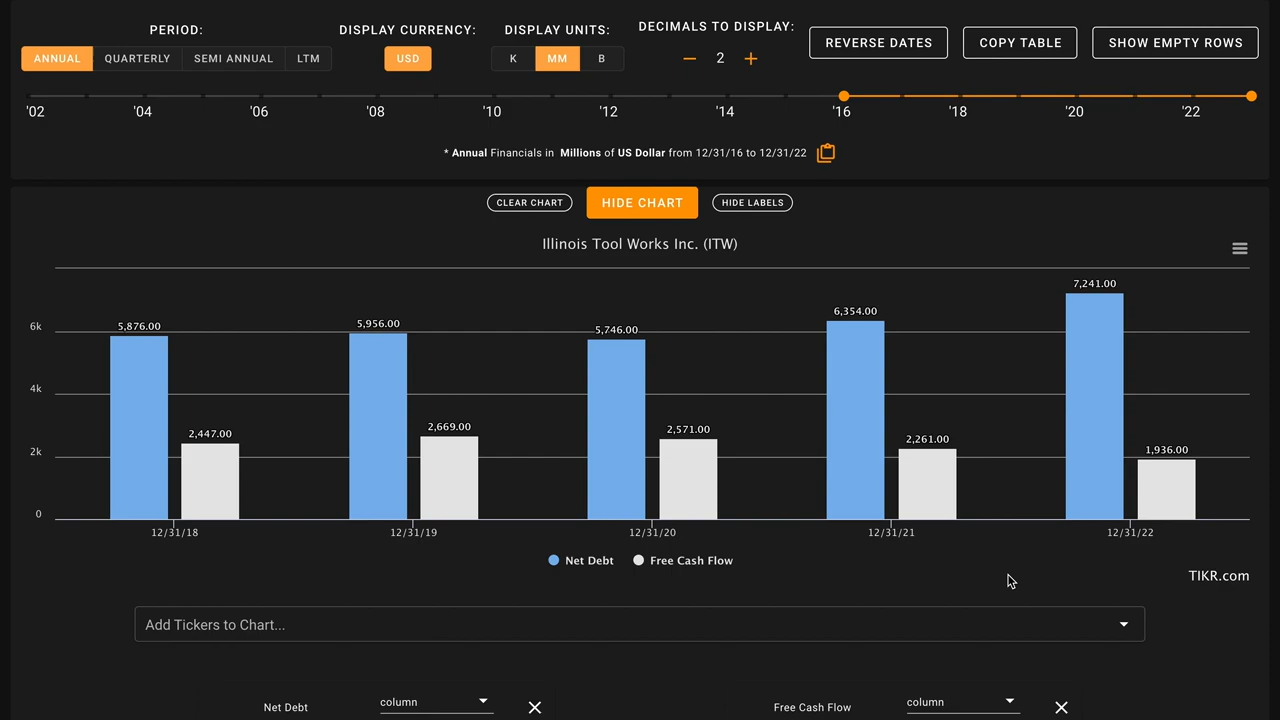 PERIOD:
DISPLAY CURRENCY:
DISPLAY UNITS:
DECIMALS TO DISPLAY:
ANNUAL QUARTERLY SEMI ANNUAL LTM
USD
K MM B
− 2 +
REVERSE DATES
COPY TABLE
SHOW EMPTY ROWS
'02 '04 '06 '08 '10 '12 '14 '16 '18 '20 '22
* Annual Financials in Millions of US Dollar from 12/31/16 to 12/31/22
CLEAR CHART
HIDE CHART
HIDE LABELS
Illinois Tool Works Inc. (ITW)
6k
4k
2k
0
5,876.00
2,447.00
5,956.00
2,669.00
5,746.00
2,571.00
6,354.00
2,261.00
7,241.00
1,936.00
12/31/18 12/31/19 12/31/20 12/31/21 12/31/22
Net Debt Free Cash Flow
TIKR.com
Add Tickers to Chart...
Net Debt column
Free Cash Flow column